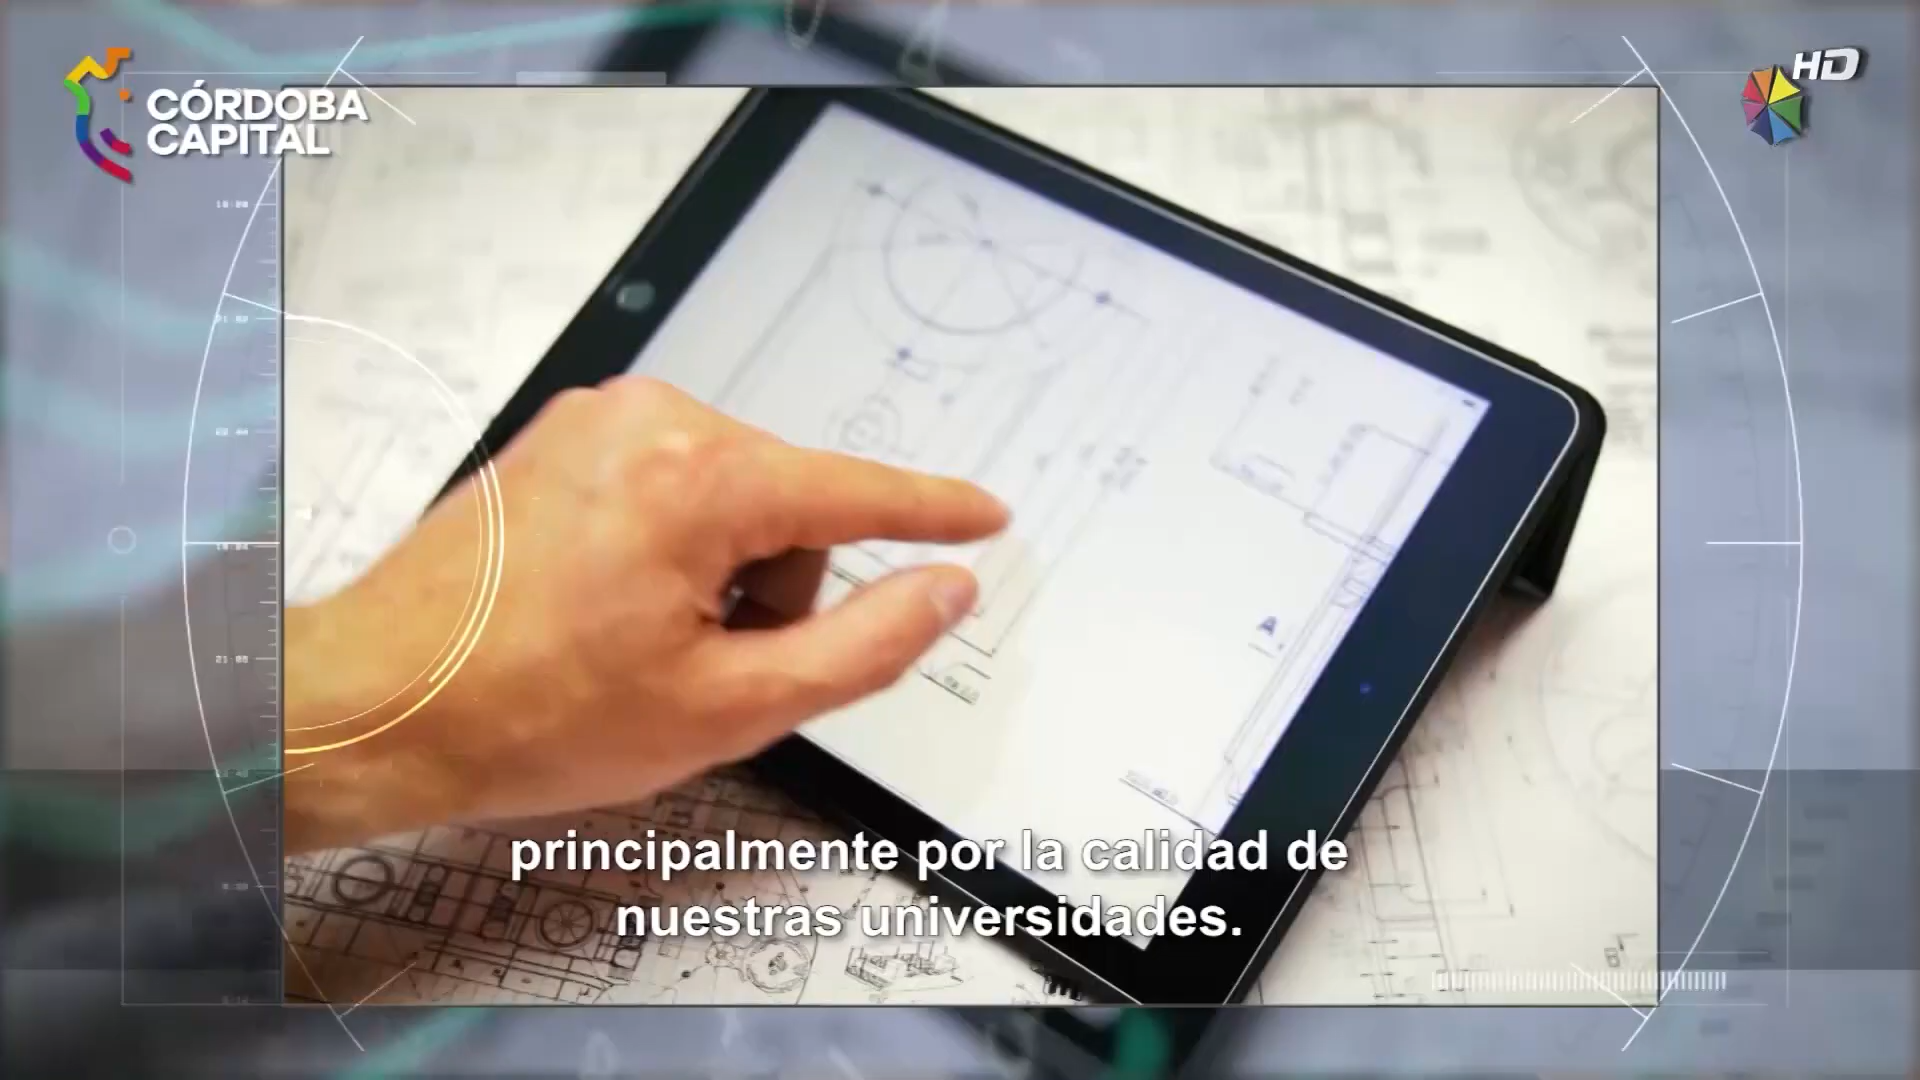 CÓRDOBA
CAPITAL
HD
A
principalmente por la calidad de
nuestras universidades.